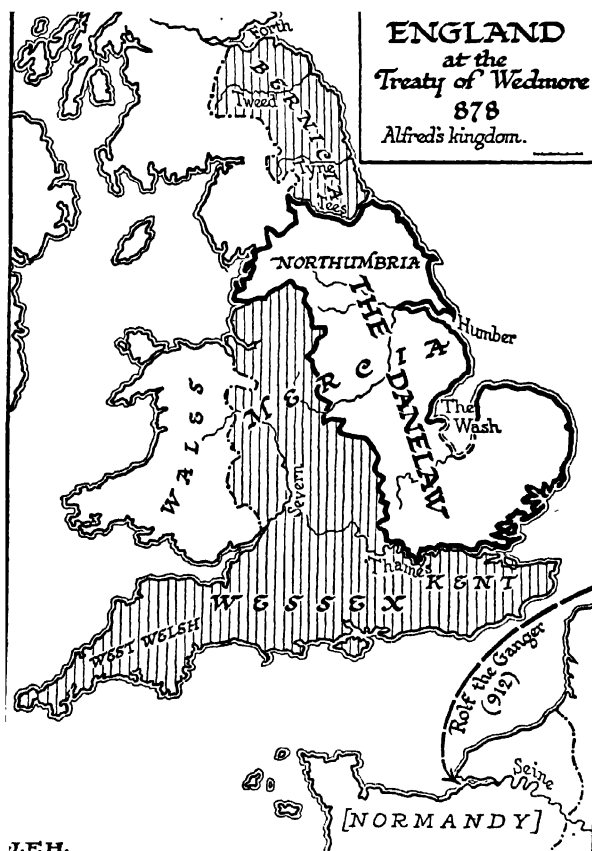 ENGLAND
at the
Treaty of Wedmore
878
Alfred's kingdom.
Forth
BERNICIA
Tweed
Tyne
Tees
NORTHUMBRIA
THE DANELAW
Humber
MERCIA
The
Wash
WALES
Severn
Thames
KENT
WESSEX
WEST WELSH
Rolf the Ganger
(912)
Seine
[NORMANDY]
J.F.H.